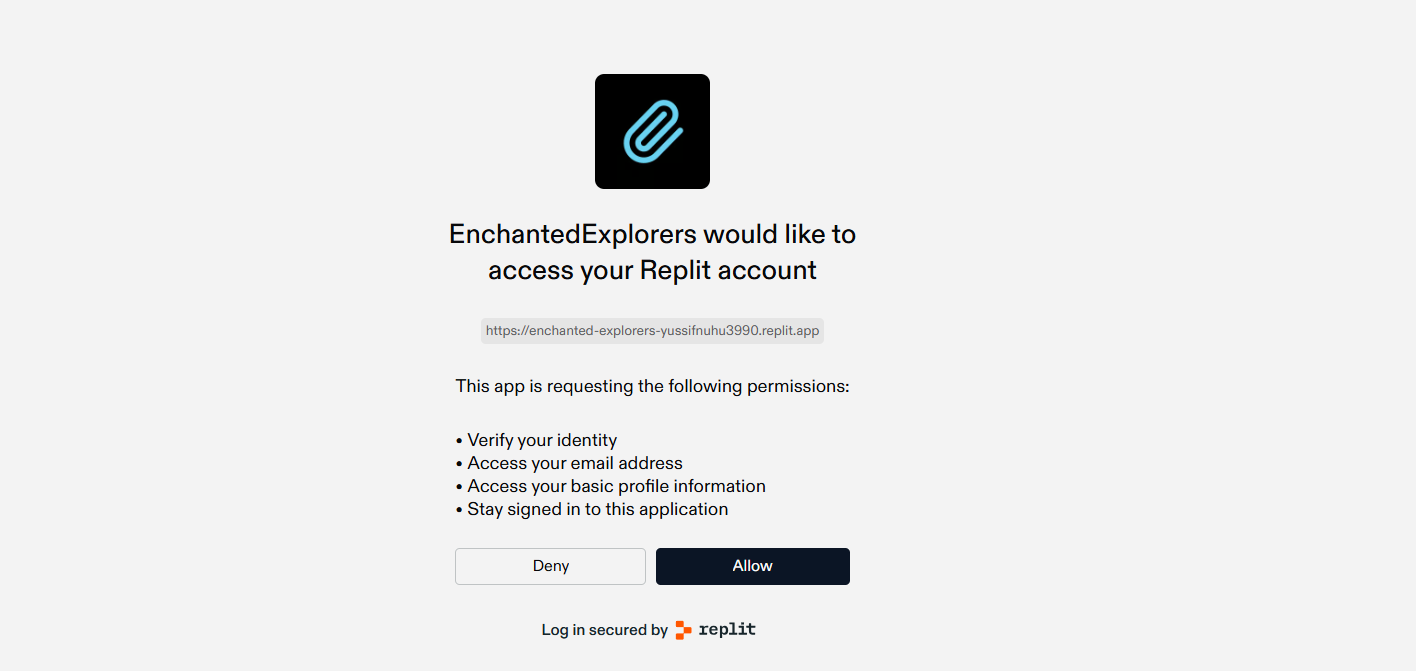 EnchantedExplorers would like to
access your Replit account
https://enchanted-explorers-yussifnuhu3990.replit.app
This app is requesting the following permissions:
• Verify your identity
• Access your email address
• Access your basic profile information
• Stay signed in to this application
Deny Allow
Log in secured by replit